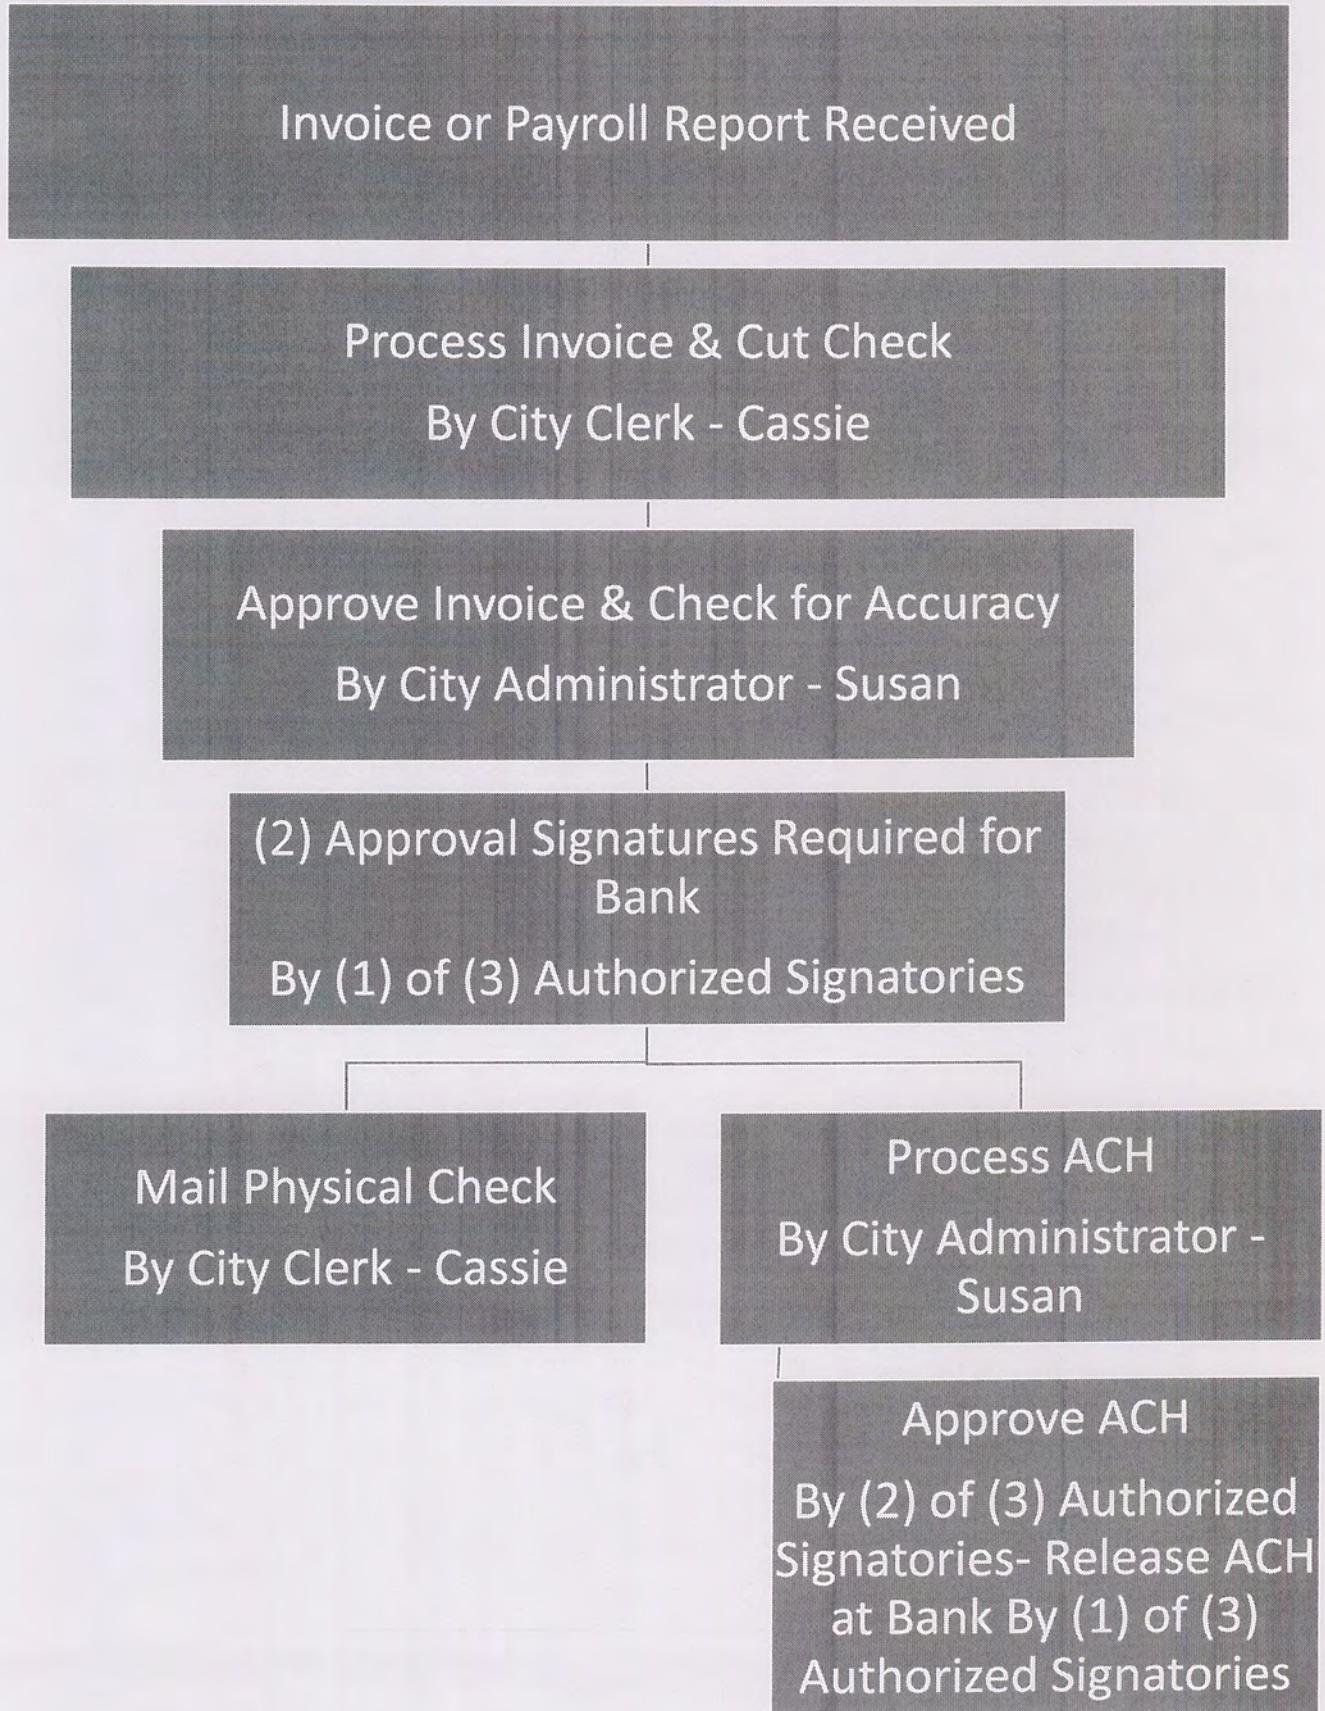 Invoice or Payroll Report Received
Process Invoice & Cut Check
By City Clerk - Cassie
Approve Invoice & Check for Accuracy
By City Administrator - Susan
(2) Approval Signatures Required for
Bank
By (1) of (3) Authorized Signatories
Mail Physical Check
By City Clerk - Cassie
Process ACH
By City Administrator -
Susan
Approve ACH
By (2) of (3) Authorized
Signatories- Release ACH
at Bank By (1) of (3)
Authorized Signatories